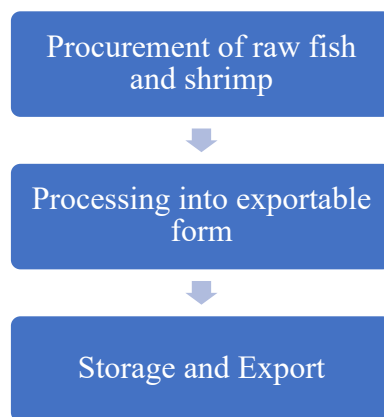 Procurement of raw fish
and shrimp
Processing into exportable
form
Storage and Export